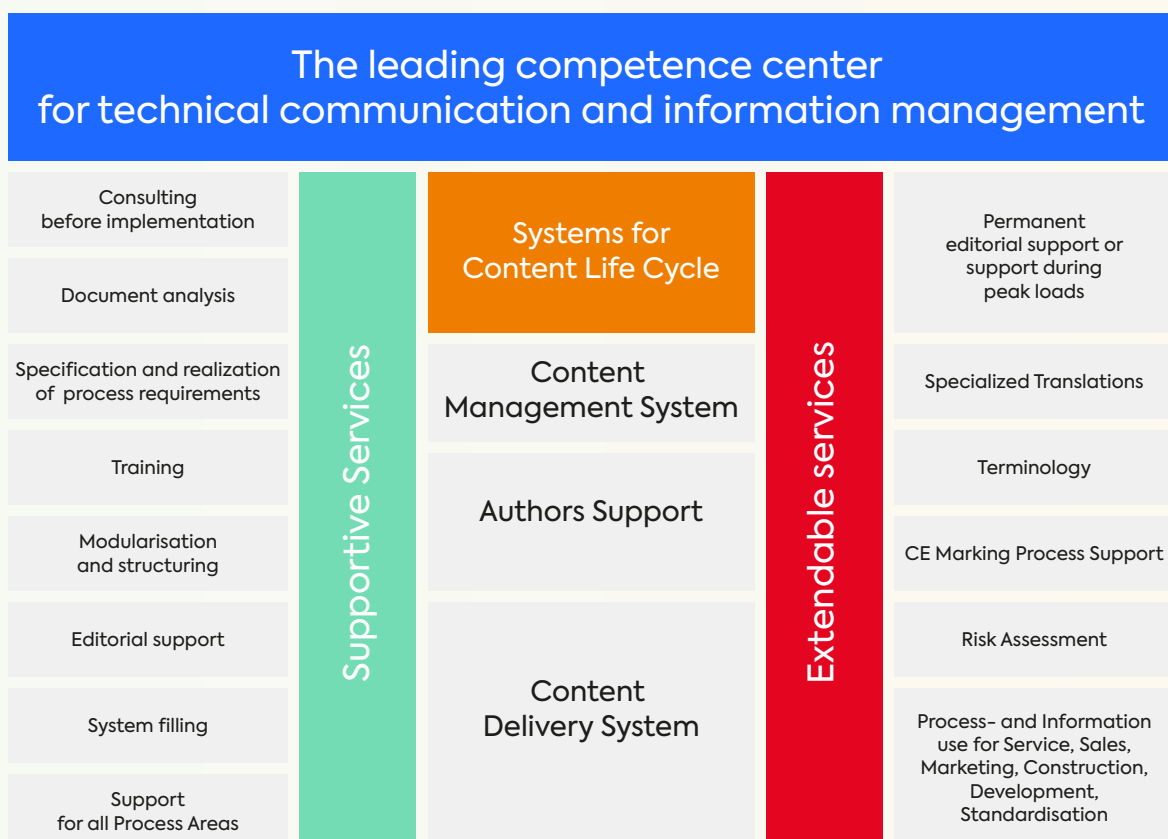 The leading competence center
for technical communication and information management
Consulting
before implementation
Document analysis
Specification and realization
of process requirements
Training
Modularisation
and structuring
Editorial support
System filling
Support
for all Process Areas
Supportive Services
Systems for
Content Life Cycle
Content
Management System
Authors Support
Content
Delivery System
Extendable services
Permanent
editorial support or
support during
peak loads
Specialized Translations
Terminology
CE Marking Process Support
Risk Assessment
Process- and Information
use for Service, Sales,
Marketing, Construction,
Development,
Standardisation